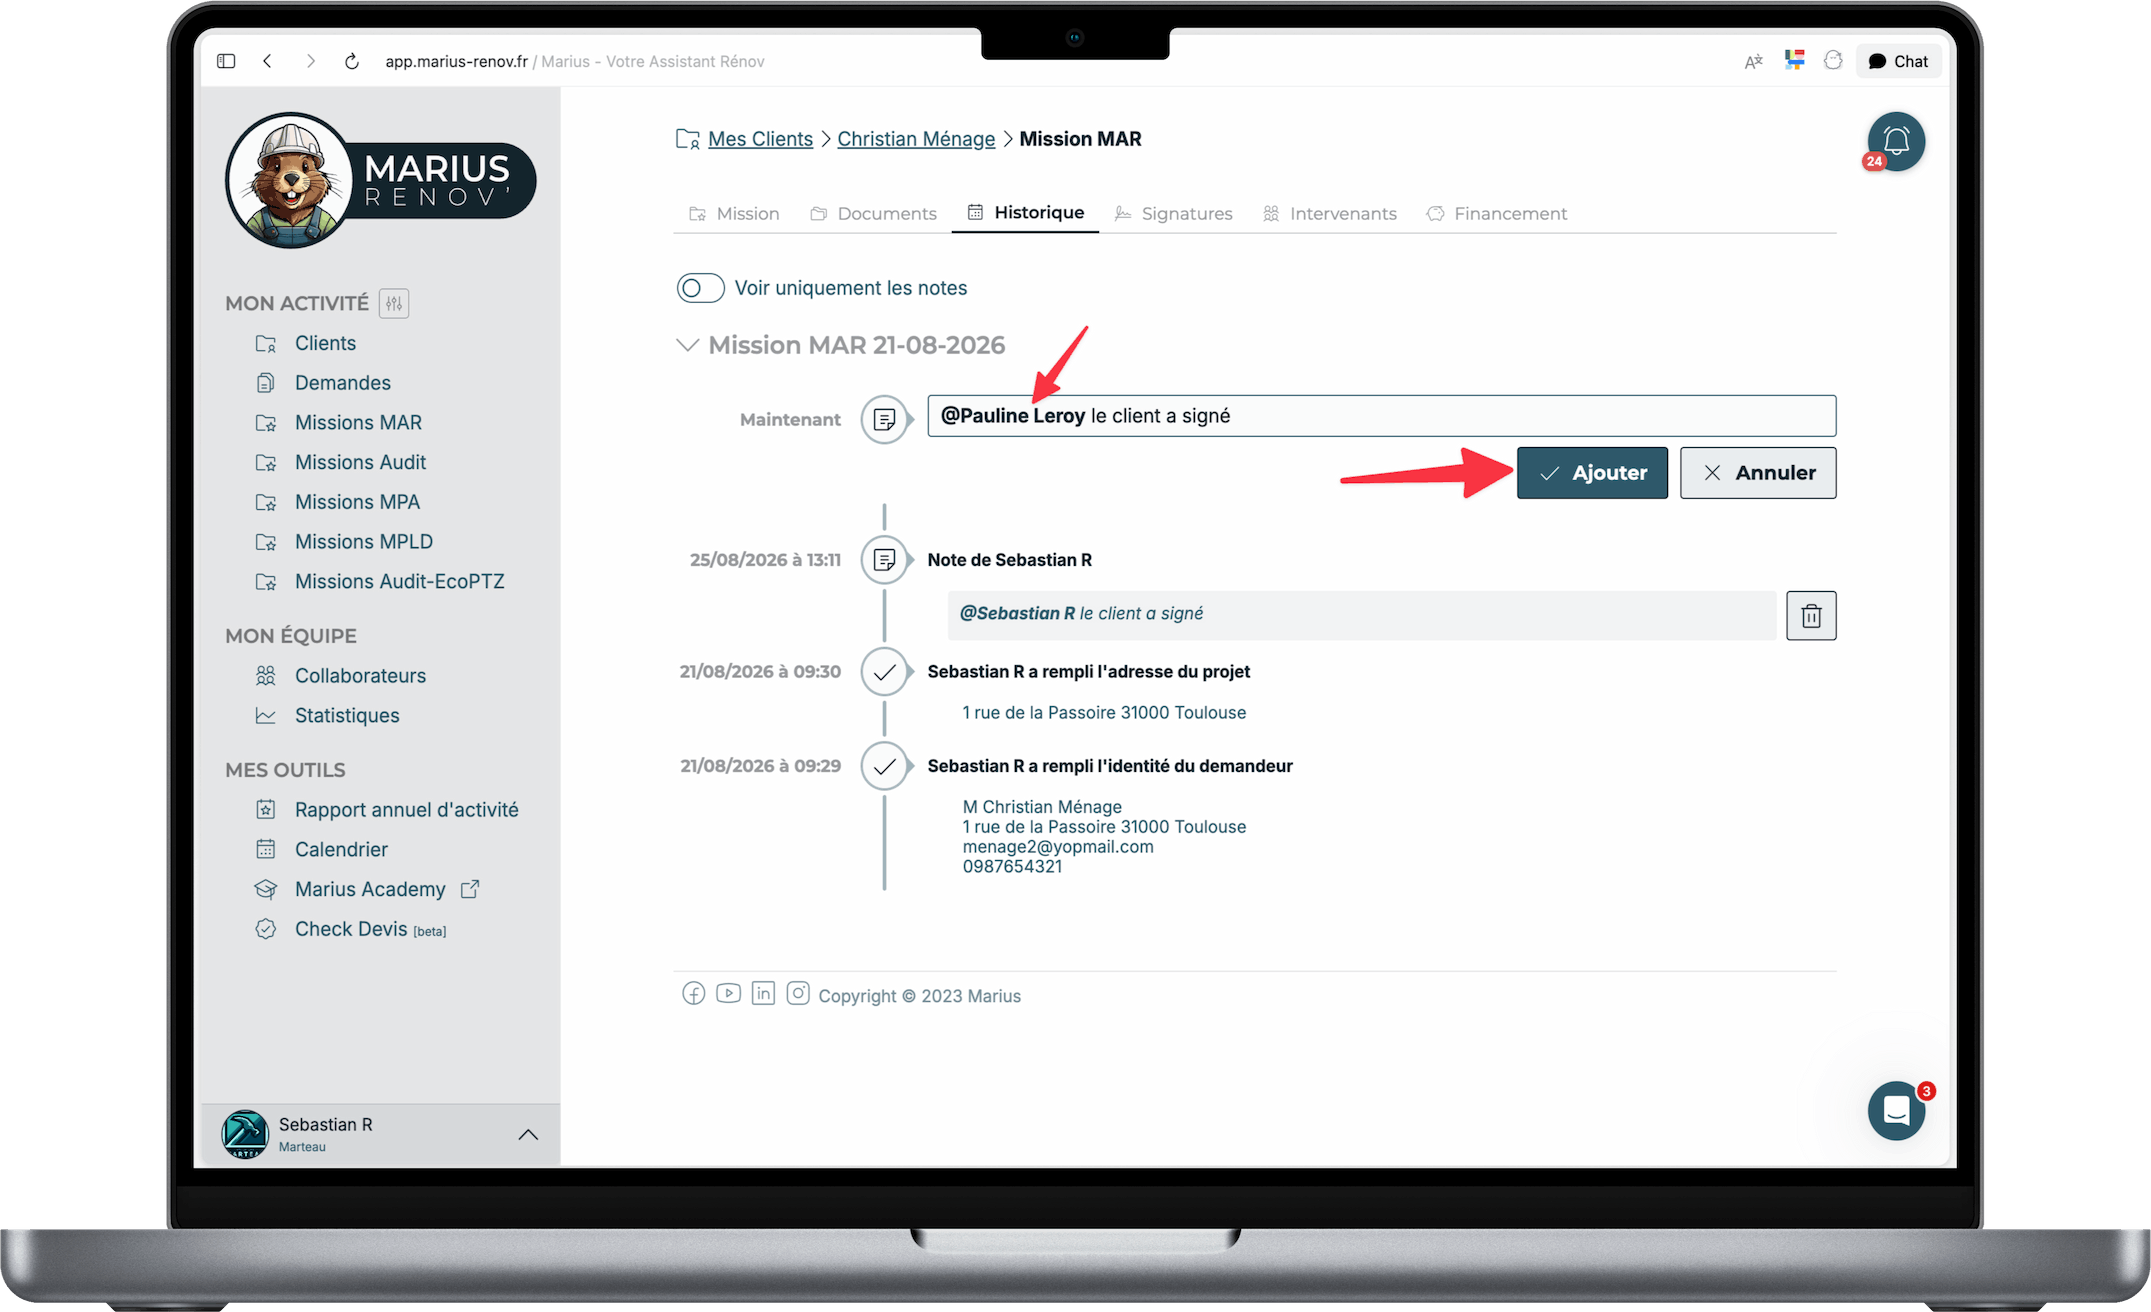 app.marius-renov.fr / Marius - Votre Assistant Rénov
Chat
MARIUS
RENOV'
MON ACTIVITÉ
Clients
Demandes
Missions MAR
Missions Audit
Missions MPA
Missions MPLD
Missions Audit-EcoPTZ
MON ÉQUIPE
Collaborateurs
Statistiques
MES OUTILS
Rapport annuel d'activité
Calendrier
Marius Academy
Check Devis [beta]
Sebastian R
Marteau
Mes Clients > Christian Ménage > Mission MAR
24
Mission Documents Historique Signatures Intervenants Financement
Voir uniquement les notes
Mission MAR 21-08-2026
Maintenant
@Pauline Leroy le client a signé
Ajouter
Annuler
25/08/2026 à 13:11 Note de Sebastian R
@Sebastian R le client a signé
21/08/2026 à 09:30 Sebastian R a rempli l'adresse du projet
1 rue de la Passoire 31000 Toulouse
21/08/2026 à 09:29 Sebastian R a rempli l'identité du demandeur
M Christian Ménage
1 rue de la Passoire 31000 Toulouse
menage2@yopmail.com
0987654321
Copyright © 2023 Marius
3